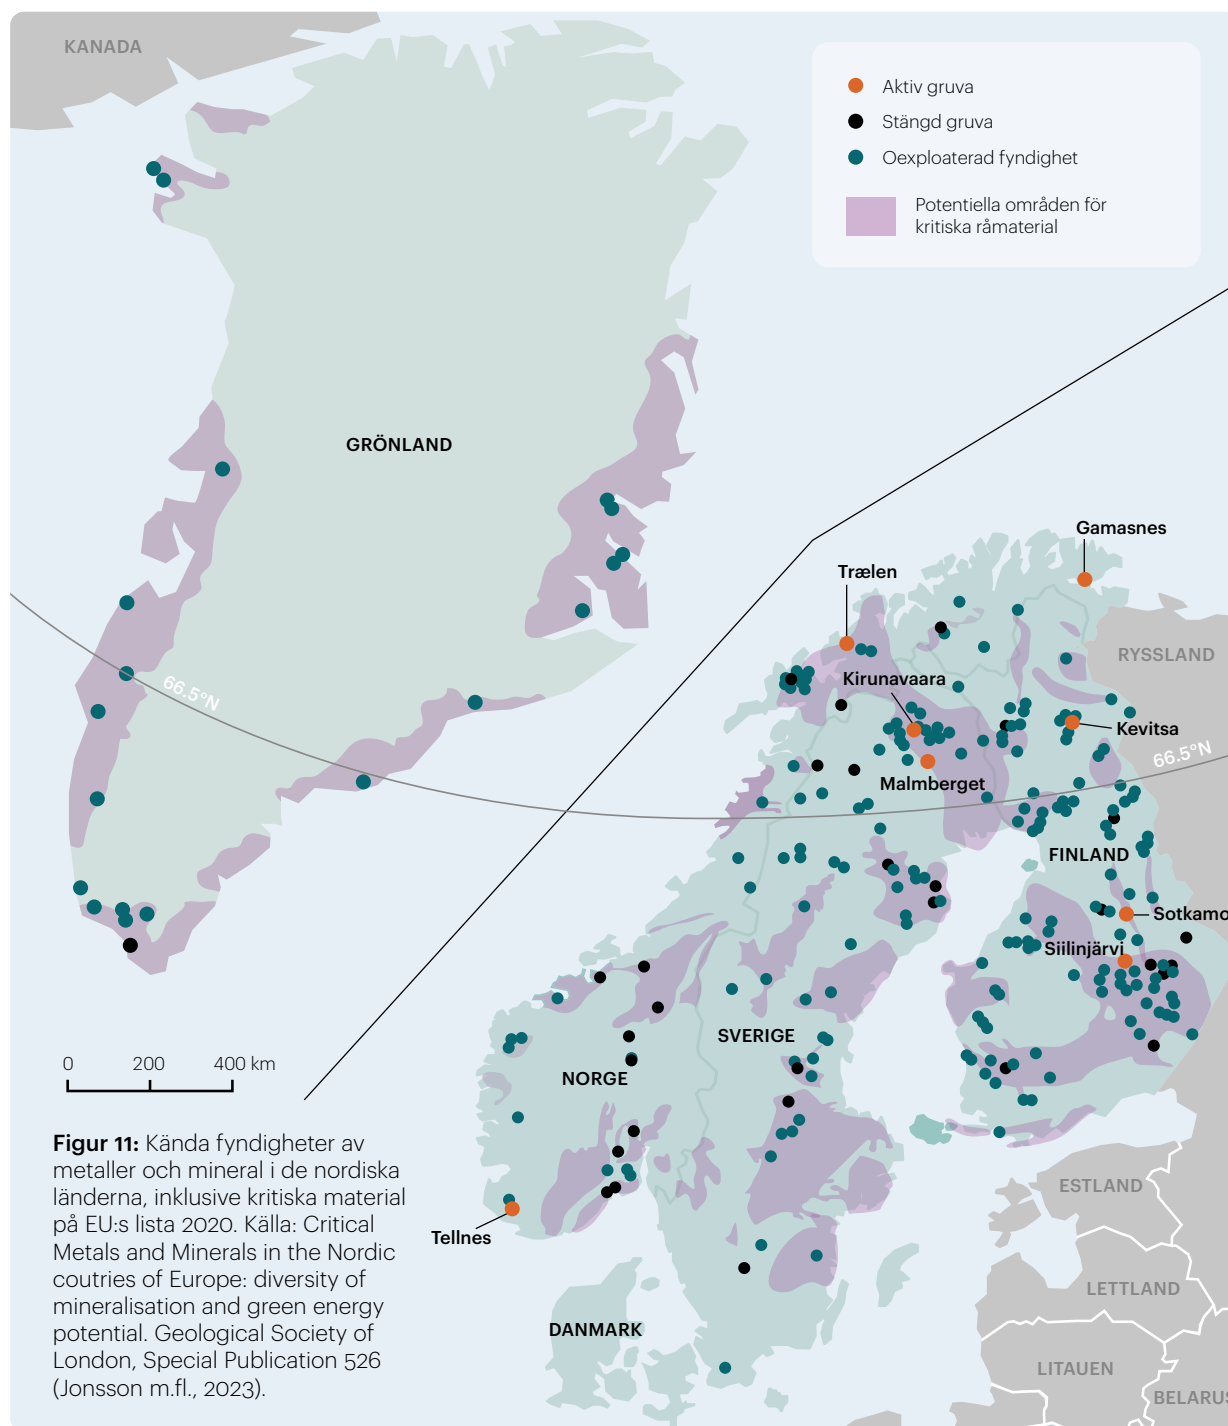 KANADA
Aktiv gruva
Stängd gruva
Oexploaterad fyndighet
Potentiella områden för
kritiska råmaterial
GRÖNLAND
Gamasnes
Trælen
RYSSLAND
Kirunavaara
66.5°N
Kevitsa
66.5°N
Malmberget
FINLAND
Sotkamo
Siilinjärvi
SVERIGE
0 200 400 km
NORGE
Figur 11: Kända fyndigheter av
metaller och mineral i de nordiska
länderna, inklusive kritiska material
på EU:s lista 2020. Källa: Critical
Metals and Minerals in the Nordic
coutries of Europe: diversity of
mineralisation and green energy
potential. Geological Society of
London, Special Publication 526
(Jonsson m.fl., 2023).
ESTLAND
Tellnes
LETTLAND
DANMARK
LITAUEN
BELARUS